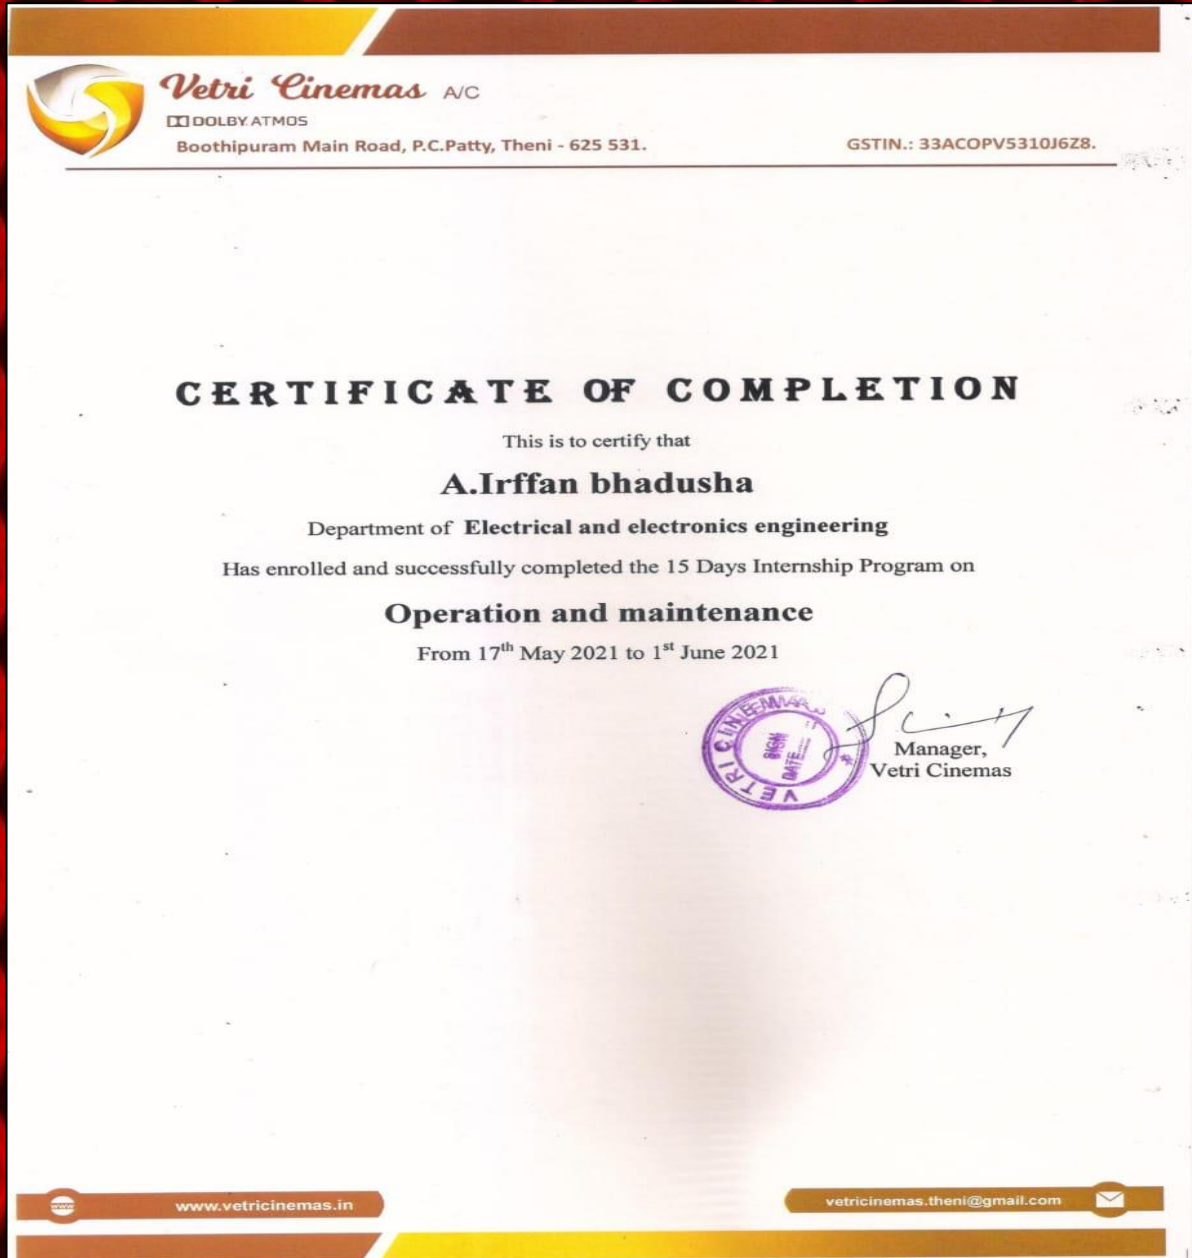 Vetri Cinemas A/C
DOLBY ATMOS
Boothipuram Main Road, P.C.Patty, Theni - 625 531.
GSTIN.: 33ACOPV5310J6Z8.
CERTIFICATE OF COMPLETION
This is to certify that
A.Irffan bhadusha
Department of Electrical and electronics engineering
Has enrolled and successfully completed the 15 Days Internship Program on
Operation and maintenance
From 17th May 2021 to 1st June 2021
VETRI
SIGN
DATE
Manager,
Vetri Cinemas
www.vetricinemas.in
vetricinemas.theni@gmail.com